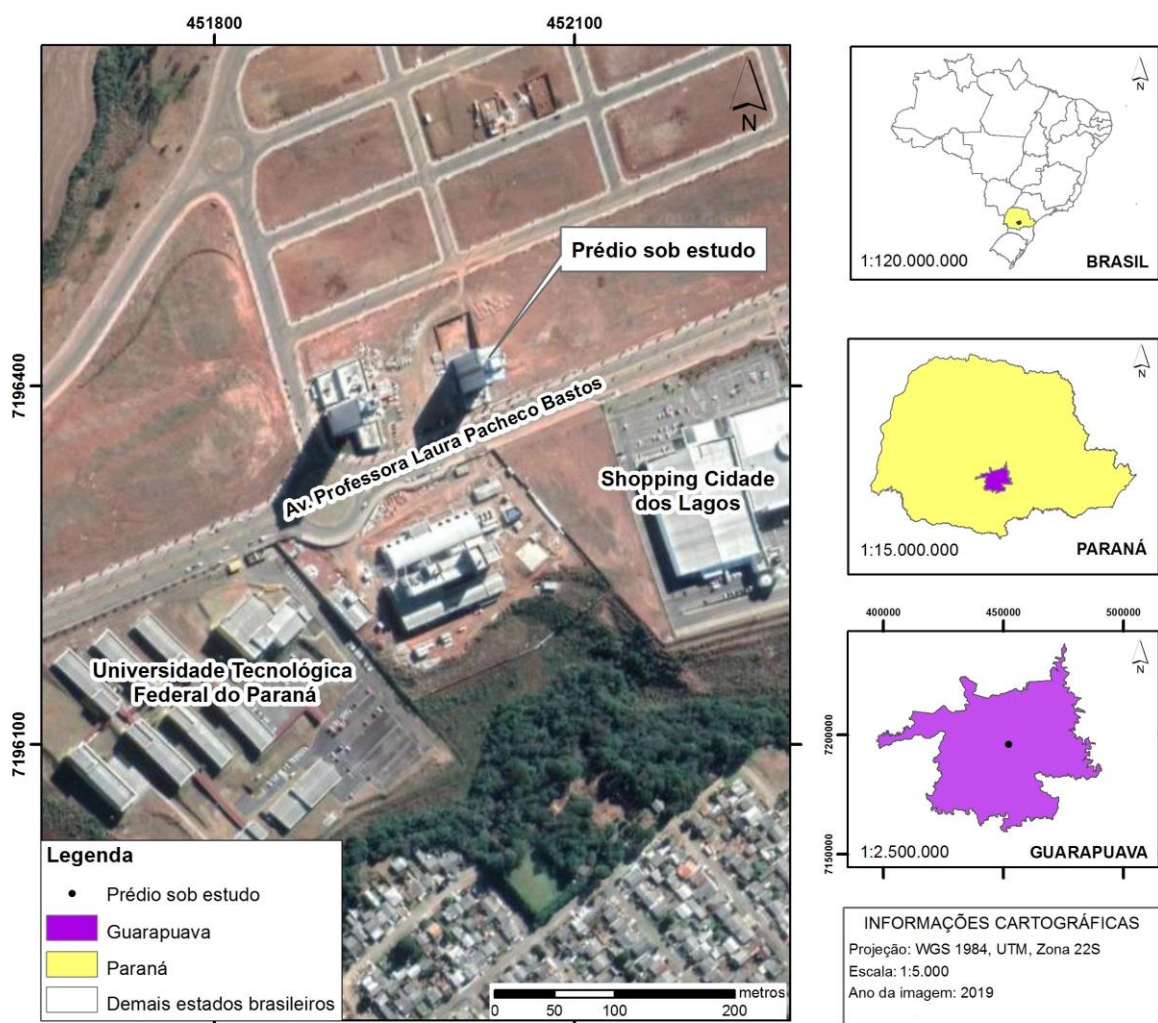 451800
452100
N
Prédio sob estudo
7196400
Av. Professora Laura Pacheco Bastos
Shopping Cidade
dos Lagos
Universidade Tecnológica
Federal do Paraná
7196100
Legenda
Prédio sob estudo
Guarapuava
Paraná
Demais estados brasileiros
metros
0 50 100 200
N
1:120.000.000
BRASIL
N
1:15.000.000
PARANÁ
400000
450000
500000
N
7200000
7150000
1:2.500.000
GUARAPUAVA
INFORMAÇÕES CARTOGRÁFICAS
Projeção: WGS 1984, UTM, Zona 22S
Escala: 1:5.000
Ano da imagem: 2019